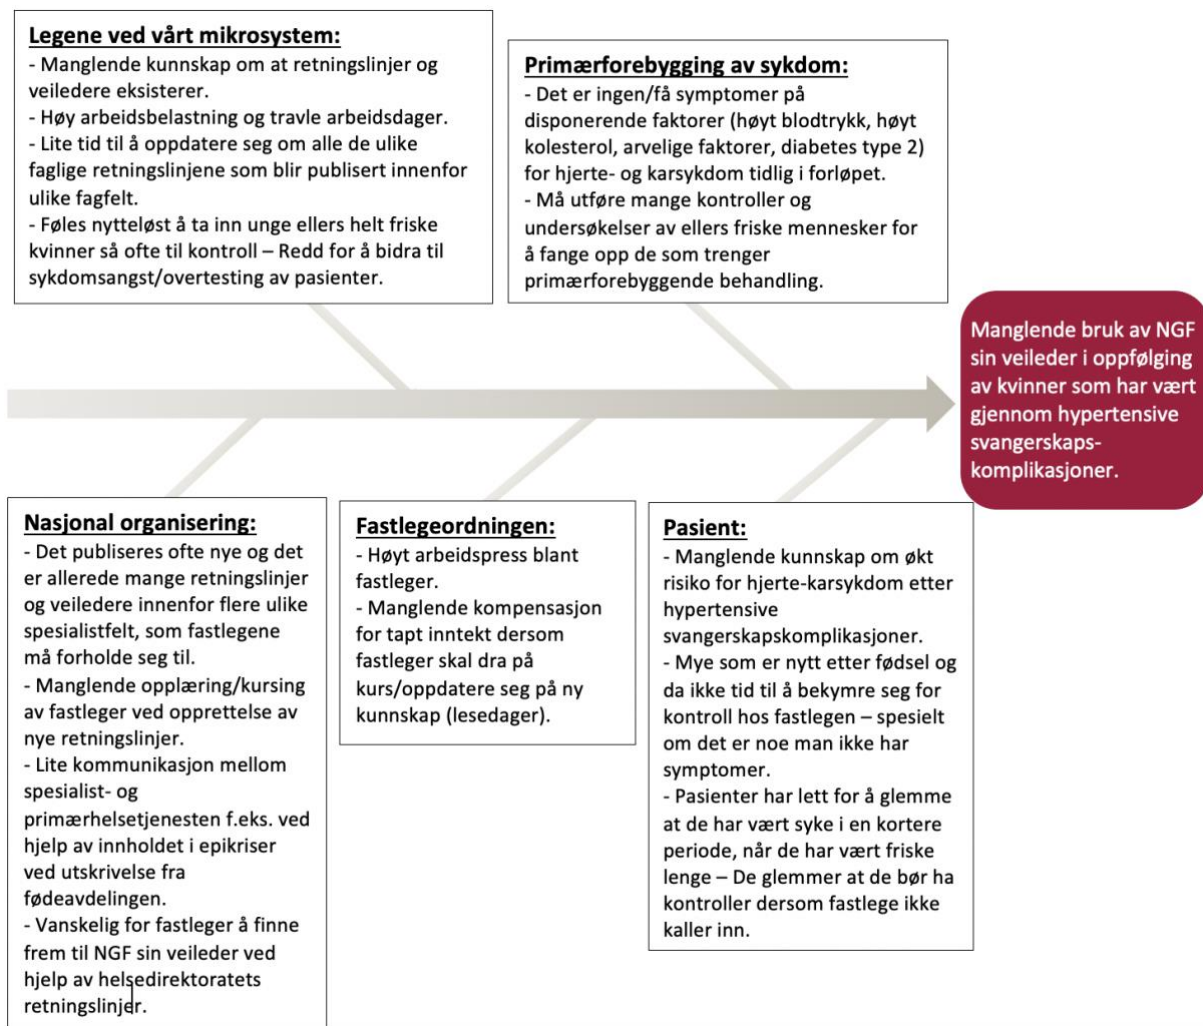 Legene ved vårt mikrosystem:
- Manglende kunnskap om at retningslinjer og
veiledere eksisterer.
- Høy arbeidsbelastning og travle arbeidsdager.
- Lite tid til å oppdatere seg om alle de ulike
faglige retningslinjene som blir publisert innenfor
ulike fagfelt.
- Føles nytteløst å ta inn unge ellers helt friske
kvinner så ofte til kontroll – Redd for å bidra til
sykdomsangst/overtesting av pasienter.
Primærforebygging av sykdom:
- Det er ingen/få symptomer på
disponerende faktorer (høyt blodtrykk, høyt
kolesterol, arvelige faktorer, diabetes type 2)
for hjerte- og karsykdom tidlig i forløpet.
- Må utføre mange kontroller og
undersøkelser av ellers friske mennesker for
å fange opp de som trenger
primærforebyggende behandling.
Manglende bruk av NGF
sin veileder i oppfølging
av kvinner som har vært
gjennom hypertensive
svangerskaps-
komplikasjoner.
Nasjonal organisering:
- Det publiseres ofte nye og det
er allerede mange retningslinjer
og veiledere innenfor flere ulike
spesialistfelt, som fastlegene
må forholde seg til.
- Manglende opplæring/kursing
av fastleger ved opprettelse av
nye retningslinjer.
- Lite kommunikasjon mellom
spesialist- og
primærhelsetjenesten f.eks. ved
hjelp av innholdet i epikriser
ved utskrivelse fra
fødeavdelingen.
- Vanskelig for fastleger å finne
frem til NGF sin veileder ved
hjelp av helsedirektoratets
retningslinjer.
Fastlegeordningen:
- Høyt arbeidspress blant
fastleger.
- Manglende kompensasjon
for tapt inntekt dersom
fastleger skal dra på
kurs/oppdatere seg på ny
kunnskap (lesedager).
Pasient:
- Manglende kunnskap om økt
risiko for hjerte-karsykdom etter
hypertensive
svangerskapskomplikasjoner.
- Mye som er nytt etter fødsel og
da ikke tid til å bekymre seg for
kontroll hos fastlegen – spesielt
om det er noe man ikke har
symptomer.
- Pasienter har lett for å glemme
at de har vært syke i en kortere
periode, når de har vært friske
lenge – De glemmer at de bør ha
kontroller dersom fastlege ikke
kaller inn.